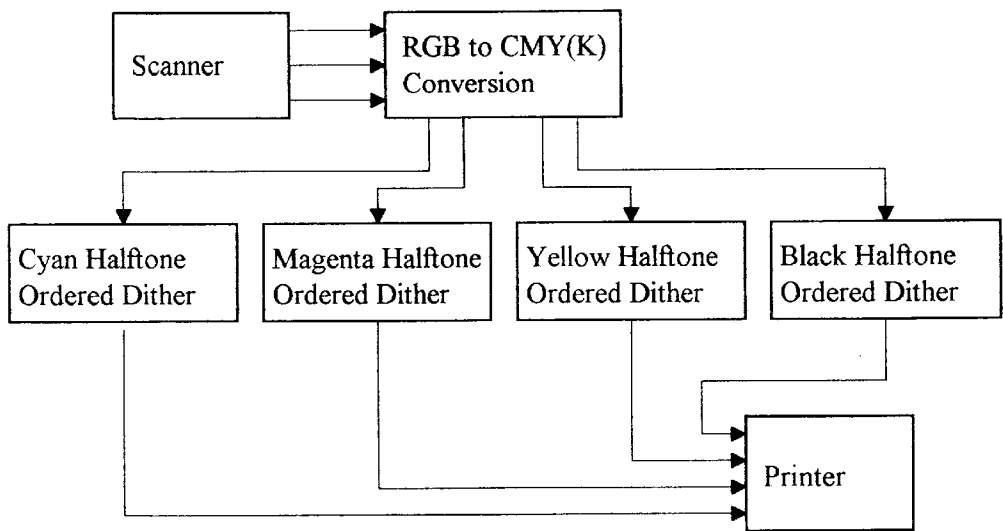 Scanner
RGB to CMY(K)
Conversion
Cyan Halftone
Ordered Dither
Magenta Halftone
Ordered Dither
Yellow Halftone
Ordered Dither
Black Halftone
Ordered Dither
Printer